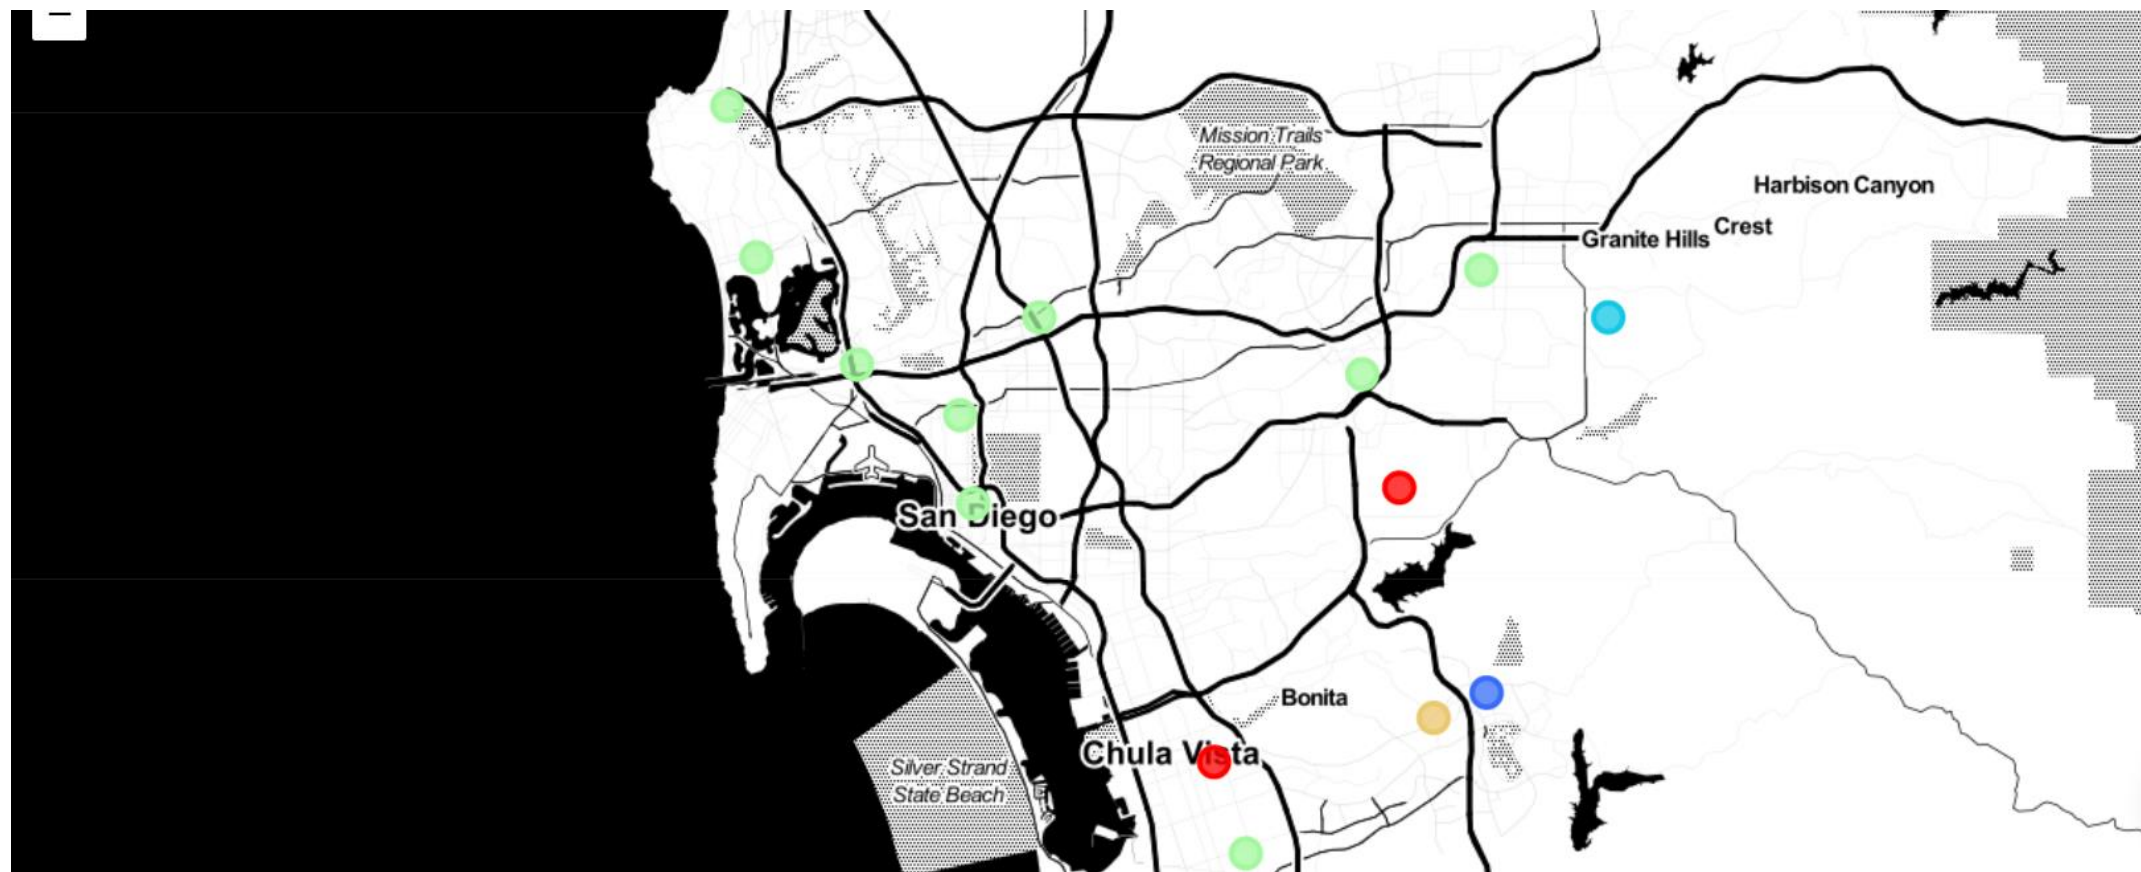 Mission Trails
Regional Park
Harbison Canyon
Crest
Granite Hills
San Diego
Bonita
Chula Vista
Silver Strand
State Beach